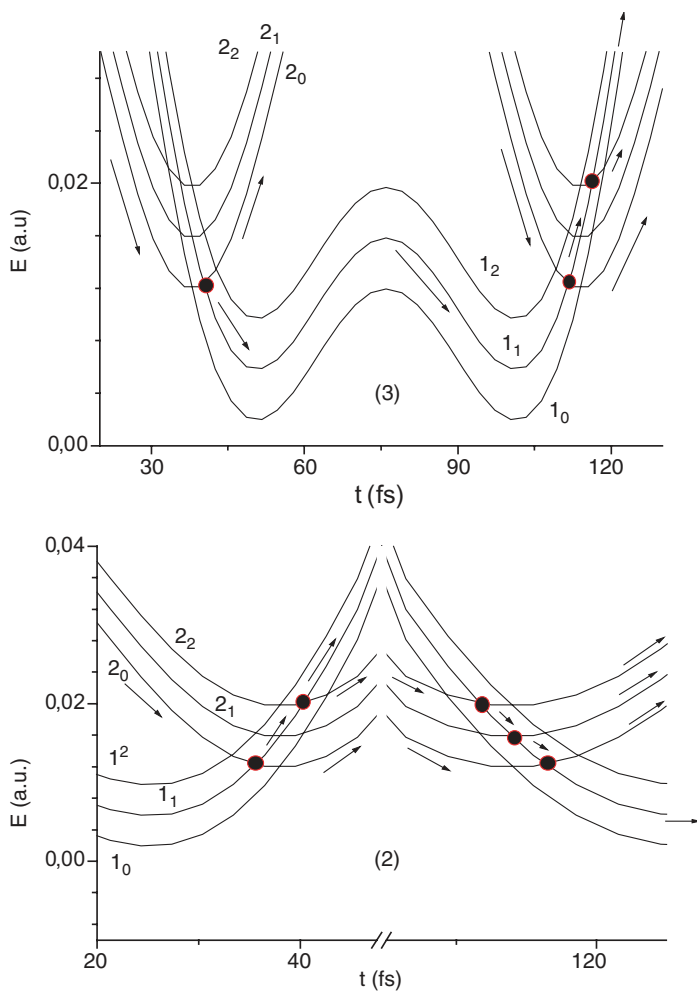 2₂ 2₁ 2₀
0,02
E (a.u)
1₂
1₁
1₀
(3)
0,00
30 60 90 120
t (fs)
0,04
2₂
2₀
0,02
2₁
1²
1₁
E (a.u.)
0,00
1₀
(2)
20 40 120
t (fs)